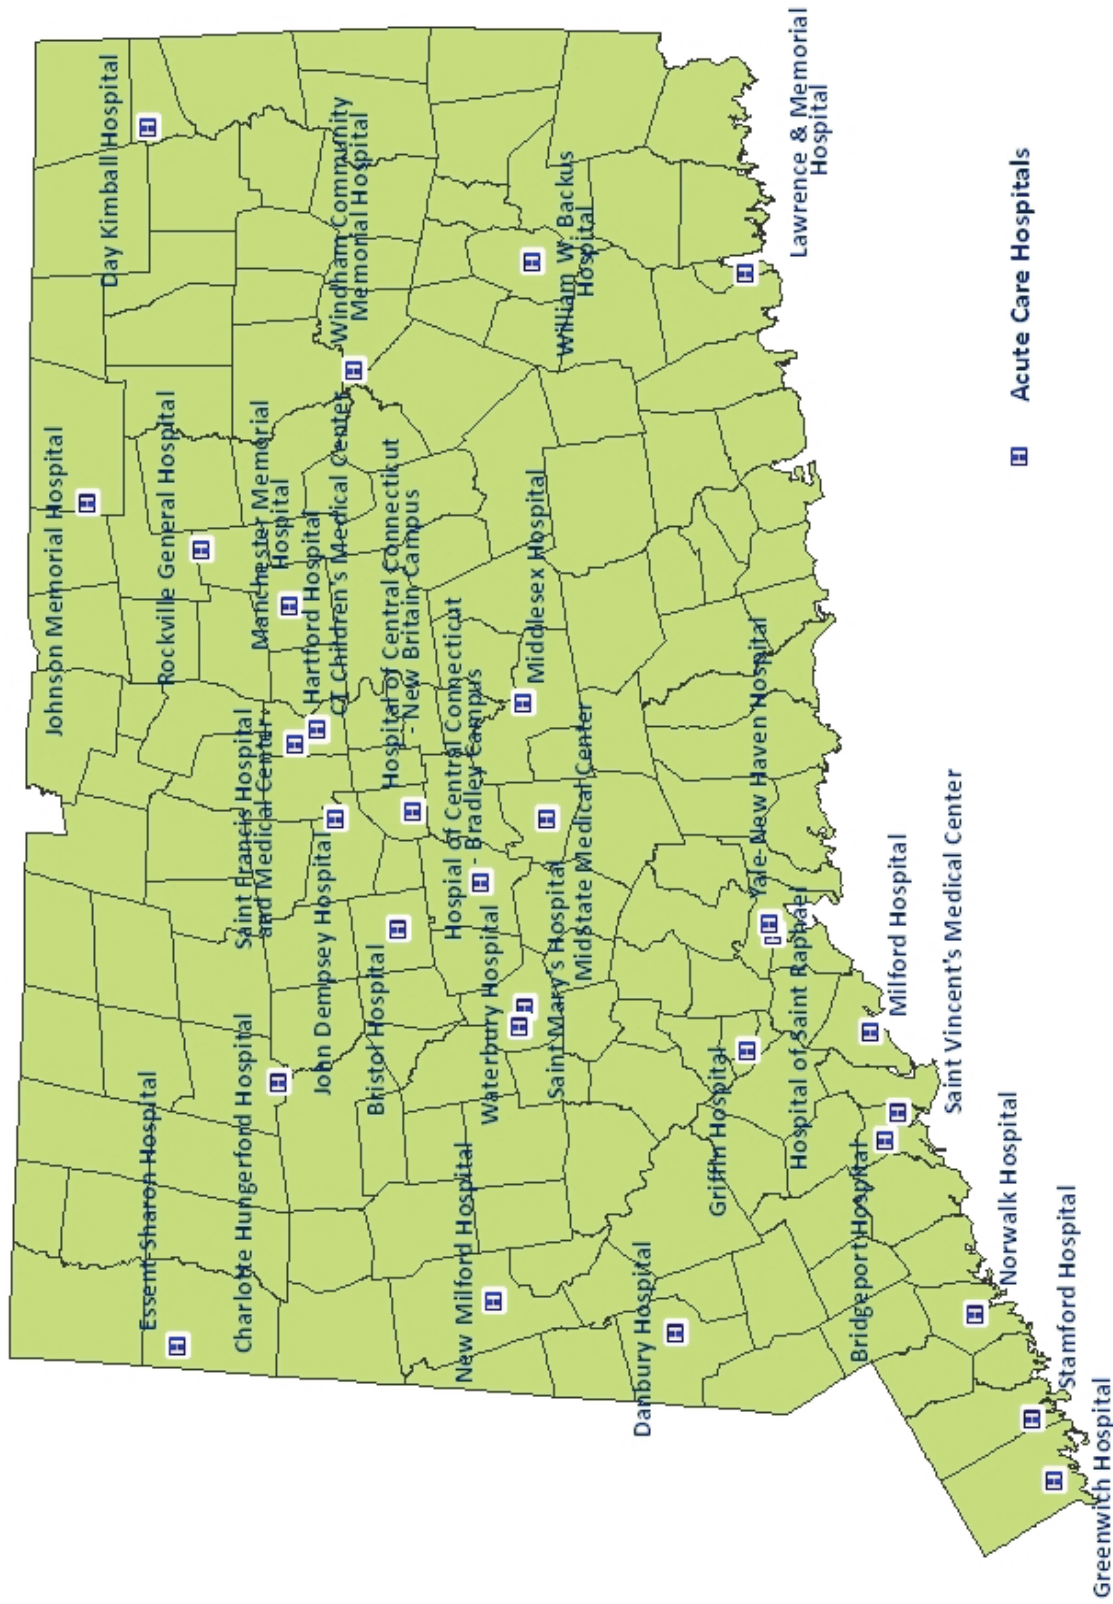 Johnson Memorial Hospital
Day Kimball Hospital
Essent-Sharon Hospital
Rockville General Hospital
Charlotte Hungerford Hospital
Saint Francis Hospital
and Medical Center
Manchester Memorial
Hospital
Hartford Hospital
John Dempsey Hospital
CT Children's Medical Center
Windham Community
Memorial Hospital
Bristol Hospital
Hospital of Central Connecticut
- New Britain Campus
Hospial of Central Connecticut
- Bradley Campus
New Milford Hospital
Waterbury Hospital
Middlesex Hospital
Saint Mary's Hospital
William W. Backus
Hospital
MidState Medical Center
Danbury Hospital
Griffin Hospital
Yale-New Haven Hospital
Hospital of Saint Raphael
Lawrence & Memorial
Hospital
Bridgeport Hospital
Milford Hospital
Saint Vincent's Medical Center
Norwalk Hospital
H Acute Care Hospitals
Stamford Hospital
Greenwich Hospital